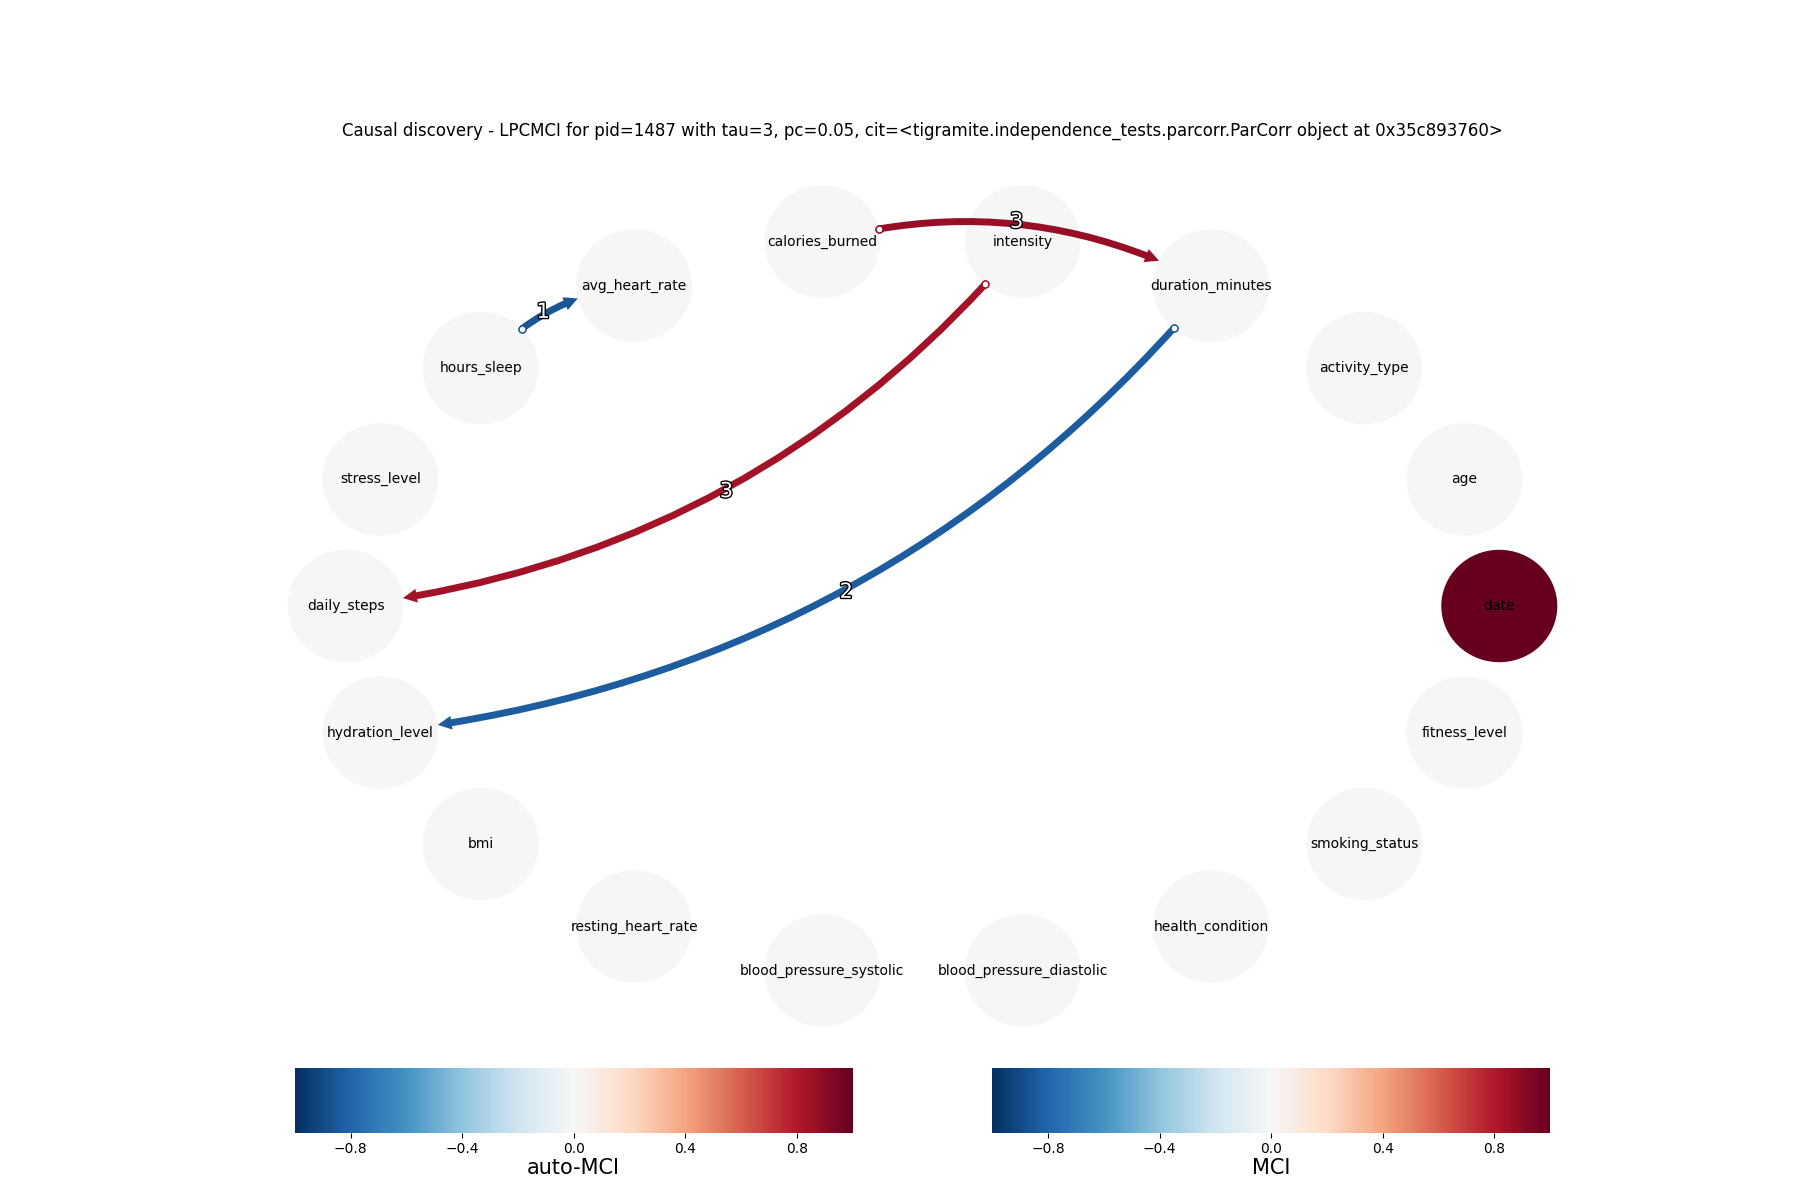 Causal discovery - LPCMCI for pid=1487 with tau=3, pc=0.05, cit=<tigramite.independence_tests.parcorr.ParCorr object at 0x35c893760>
3
calories_burned
intensity
avg_heart_rate
duration_minutes
1
hours_sleep
activity_type
stress_level
age
3
daily_steps
date
2
hydration_level
fitness_level
bmi
smoking_status
resting_heart_rate
health_condition
blood_pressure_systolic
blood_pressure_diastolic
−0.8 −0.4 0.0 0.4 0.8
auto-MCI
−0.8 −0.4 0.0 0.4 0.8
MCI